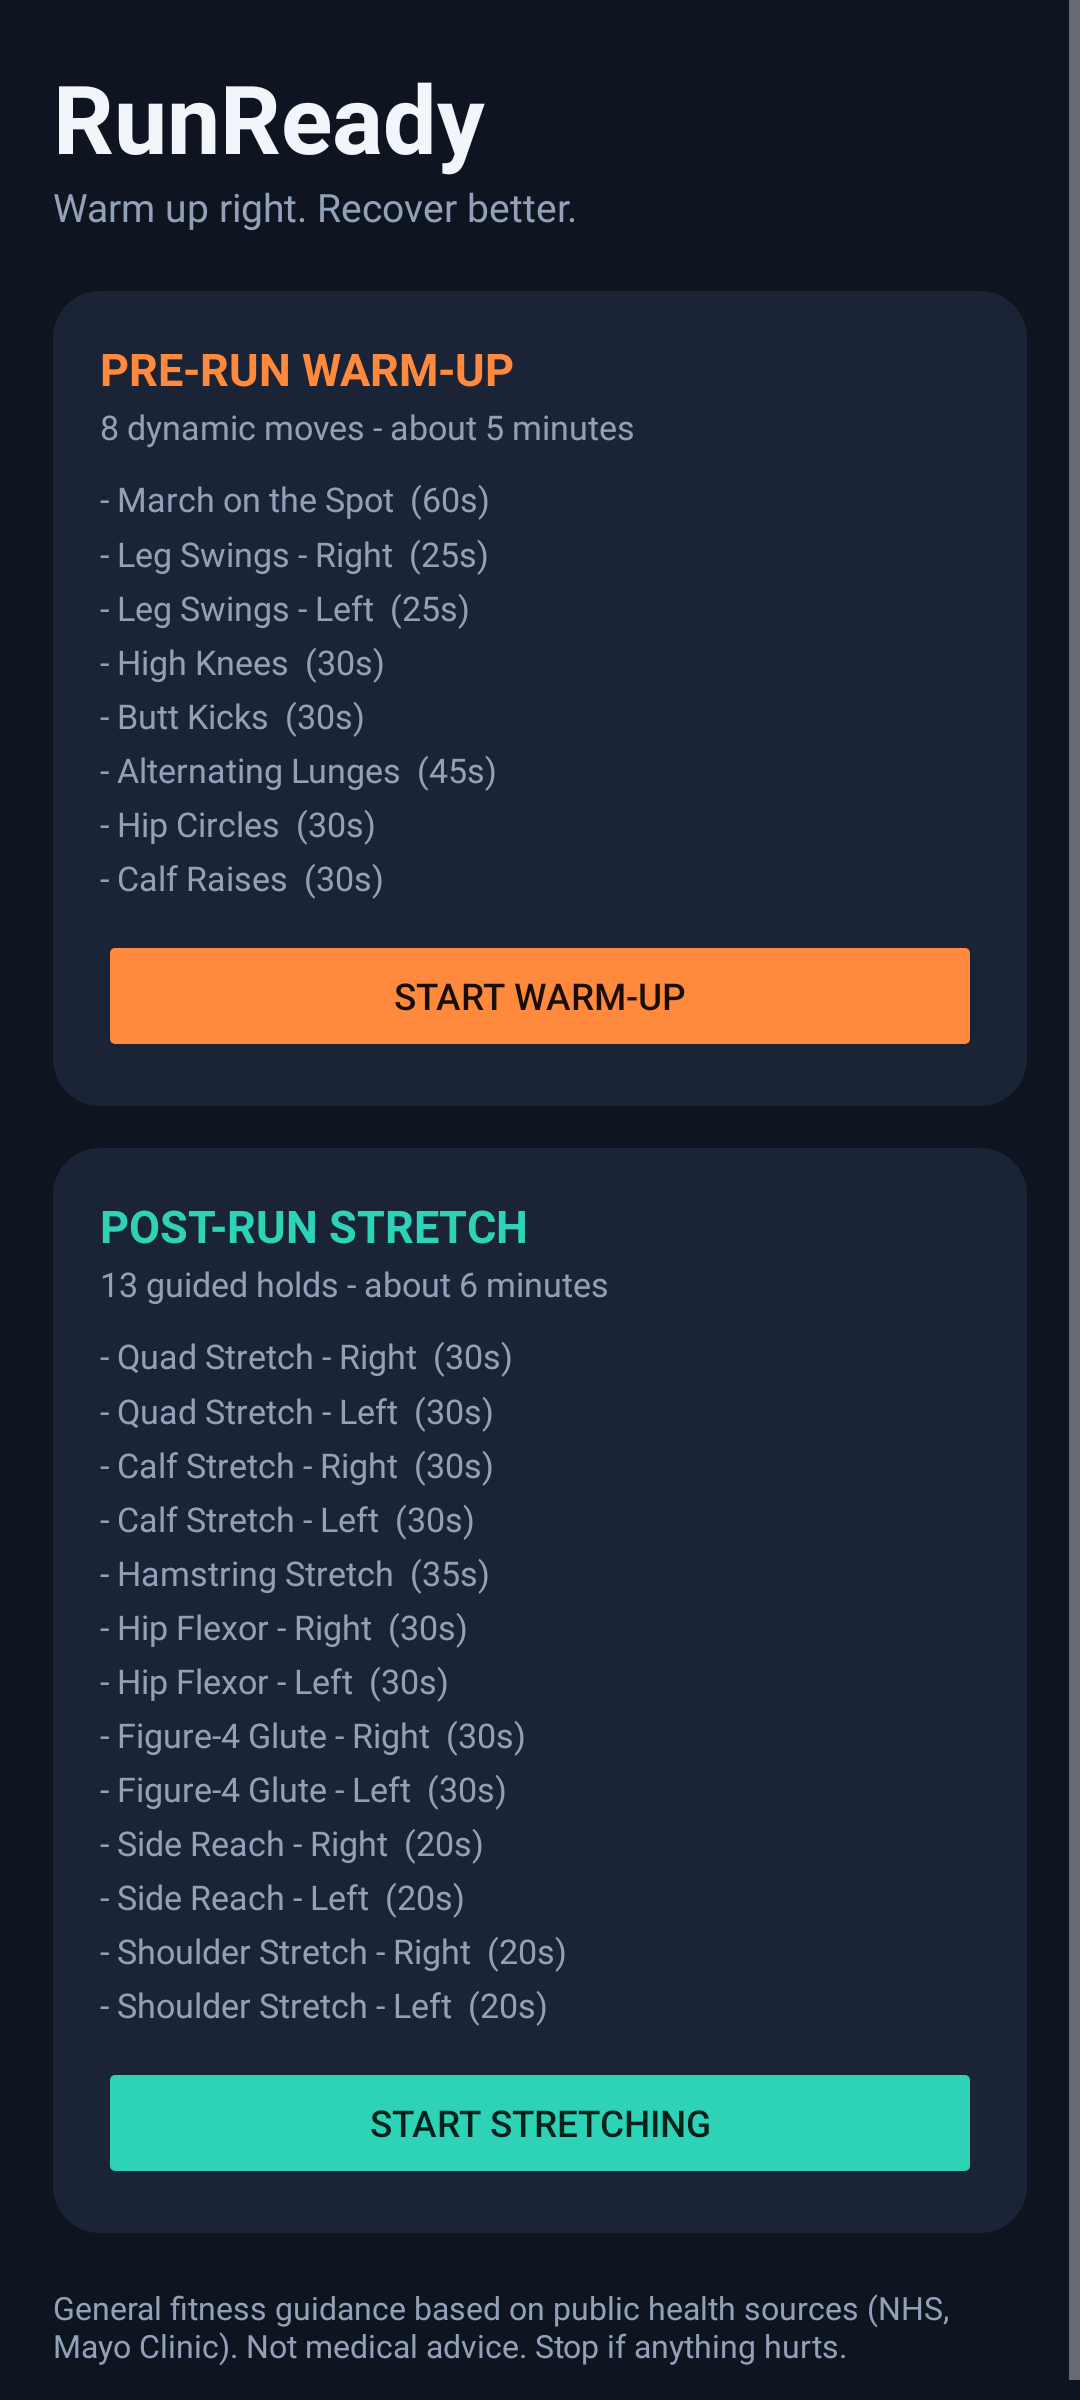 RunReady
Warm up right. Recover better.
PRE-RUN WARM-UP
8 dynamic moves - about 5 minutes
- March on the Spot  (60s)
- Leg Swings - Right  (25s)
- Leg Swings - Left  (25s)
- High Knees  (30s)
- Butt Kicks  (30s)
- Alternating Lunges  (45s)
- Hip Circles  (30s)
- Calf Raises  (30s)
START WARM-UP
POST-RUN STRETCH
13 guided holds - about 6 minutes
- Quad Stretch - Right  (30s)
- Quad Stretch - Left  (30s)
- Calf Stretch - Right  (30s)
- Calf Stretch - Left  (30s)
- Hamstring Stretch  (35s)
- Hip Flexor - Right  (30s)
- Hip Flexor - Left  (30s)
- Figure-4 Glute - Right  (30s)
- Figure-4 Glute - Left  (30s)
- Side Reach - Right  (20s)
- Side Reach - Left  (20s)
- Shoulder Stretch - Right  (20s)
- Shoulder Stretch - Left  (20s)
START STRETCHING
General fitness guidance based on public health sources (NHS,
Mayo Clinic). Not medical advice. Stop if anything hurts.